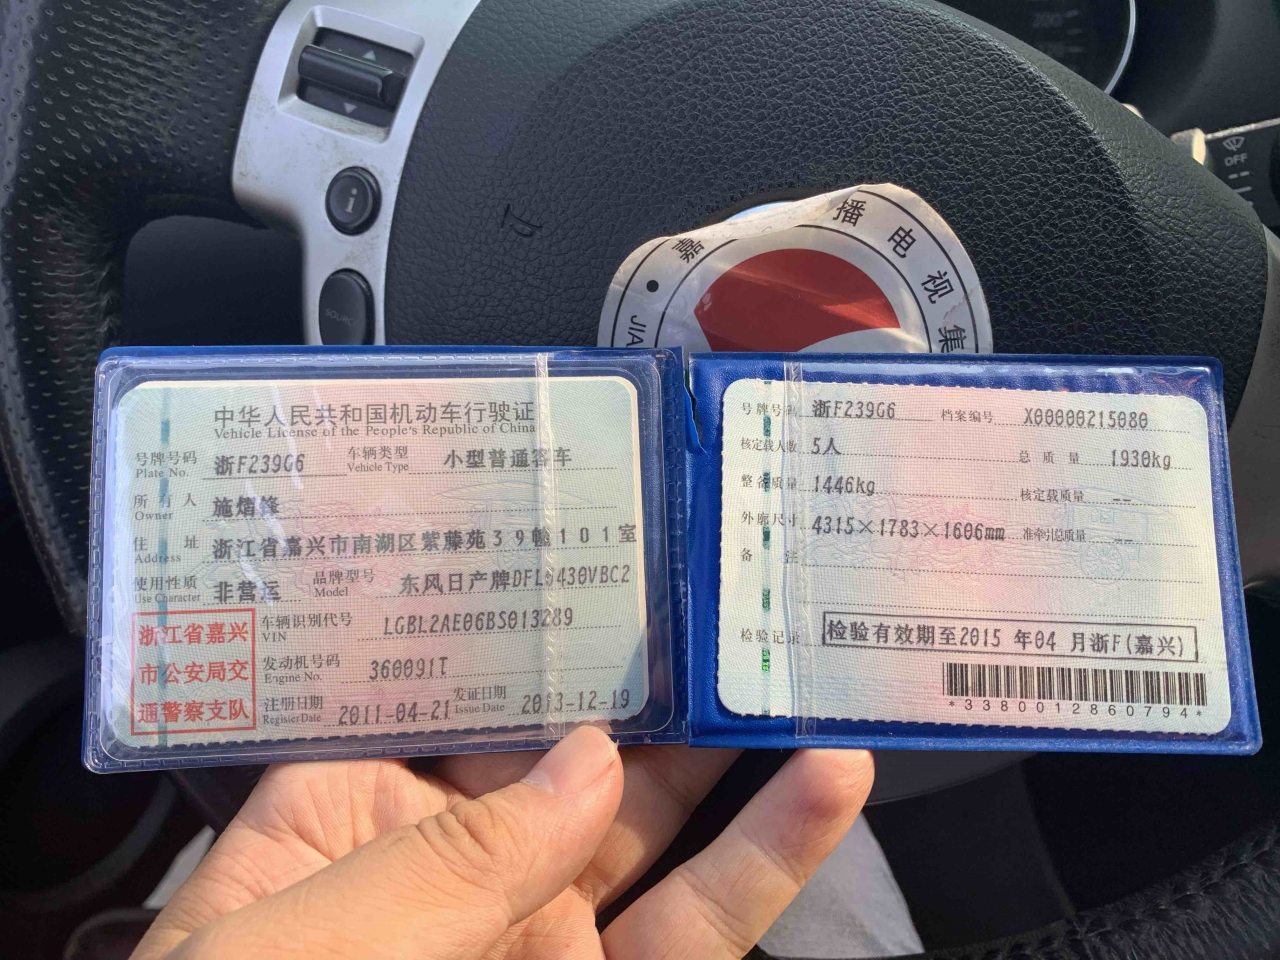 OFF
SOURCE
嘉 播电视集
JIA
中华人民共和国机动车行驶证
Vehicle License of the People's Republic of China
号牌号码 浙F239G6 车辆类型 小型普通客车
Plate No. Vehicle Type
所有人 施熠锋
Owner
住址 浙江省嘉兴市南湖区紫藤苑39幢101室
Address
使用性质 非营运 品牌型号 东风日产牌DFL6430VBC2
Use Character Model
浙江省嘉兴
市公安局交
通警察支队
车辆识别代号 LGBL2AE06BS013289
VIN
发动机号码 360091T
Engine No.
注册日期 2011-04-21 发证日期 2013-12-19
Register Date Issue Date
号牌号码 浙F239G6 档案编号 X00000215080
核定载人数 5人 总质量 1930kg
整备质量 1446kg 核定载质量 --
外廓尺寸 4315×1783×1606mm 准牵引总质量 --
备注
检验记录 检验有效期至2015年04月浙F(嘉兴)
*3380012860794*